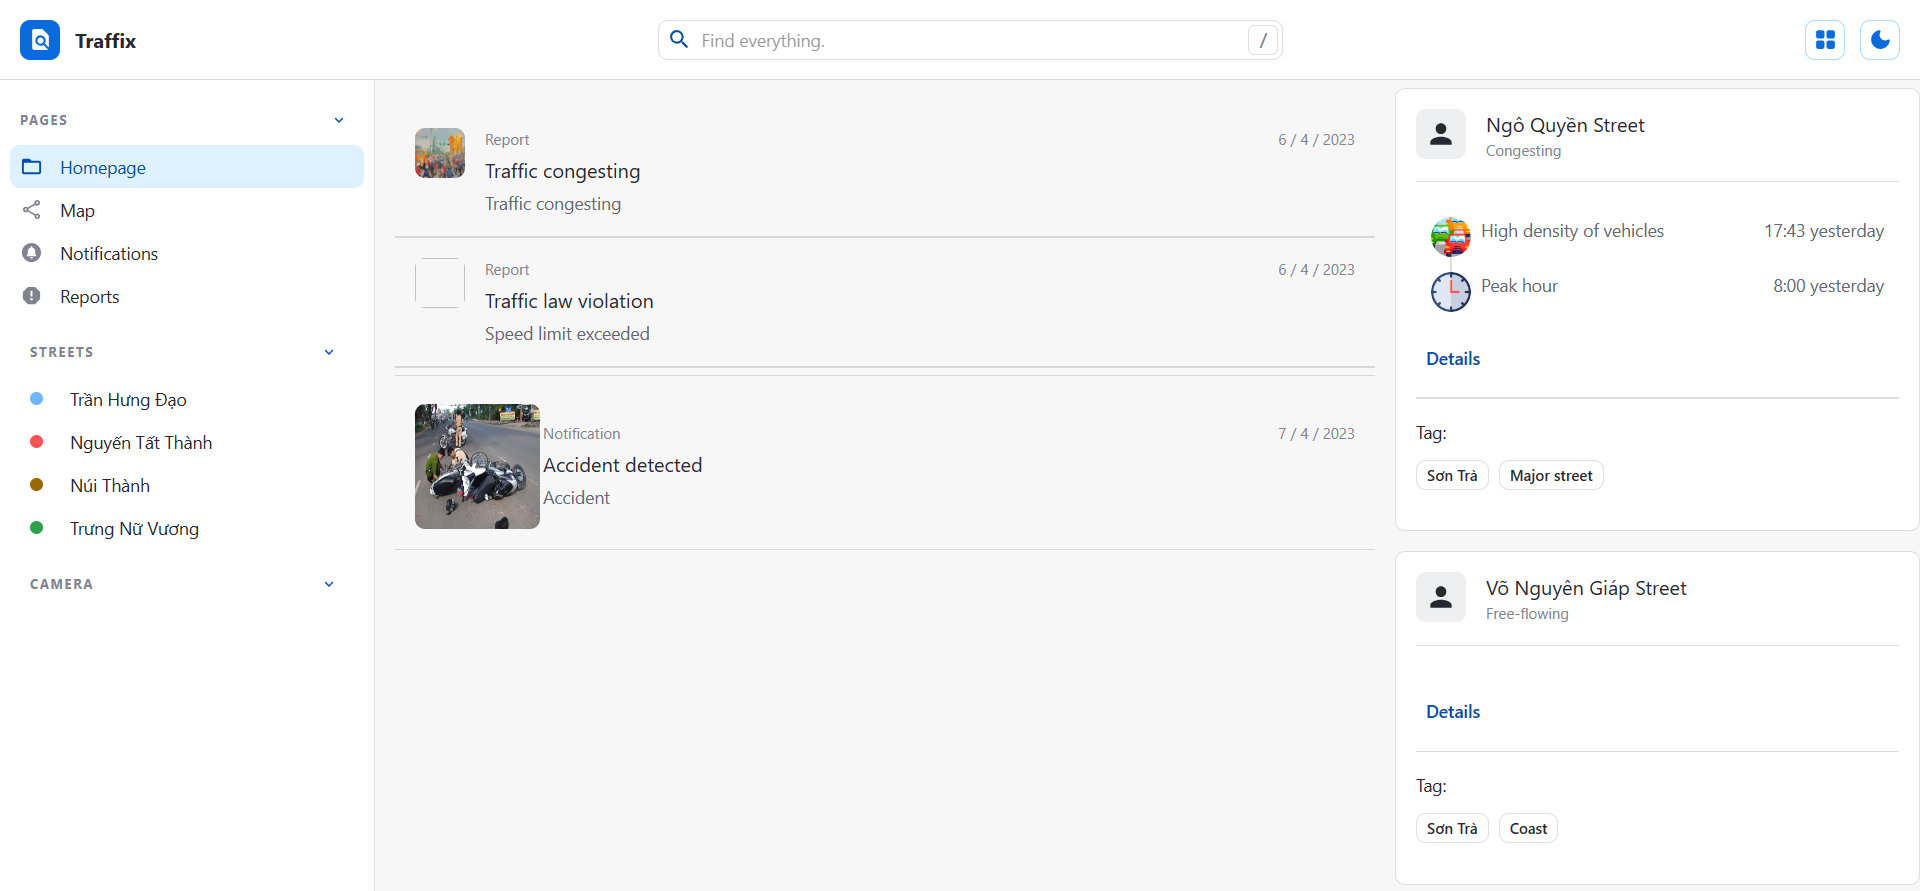 Traffix
Find everything.
/
PAGES
Homepage
Map
Notifications
Reports
STREETS
Trần Hưng Đạo
Nguyến Tất Thành
Núi Thành
Trưng Nữ Vương
CAMERA
Report
6 / 4 / 2023
Traffic congesting
Traffic congesting
Report
6 / 4 / 2023
Traffic law violation
Speed limit exceeded
Notification
7 / 4 / 2023
Accident detected
Accident
Ngô Quyền Street
Congesting
High density of vehicles
17:43 yesterday
Peak hour
8:00 yesterday
Details
Tag:
Sơn Trà
Major street
Võ Nguyên Giáp Street
Free-flowing
Details
Tag:
Sơn Trà
Coast